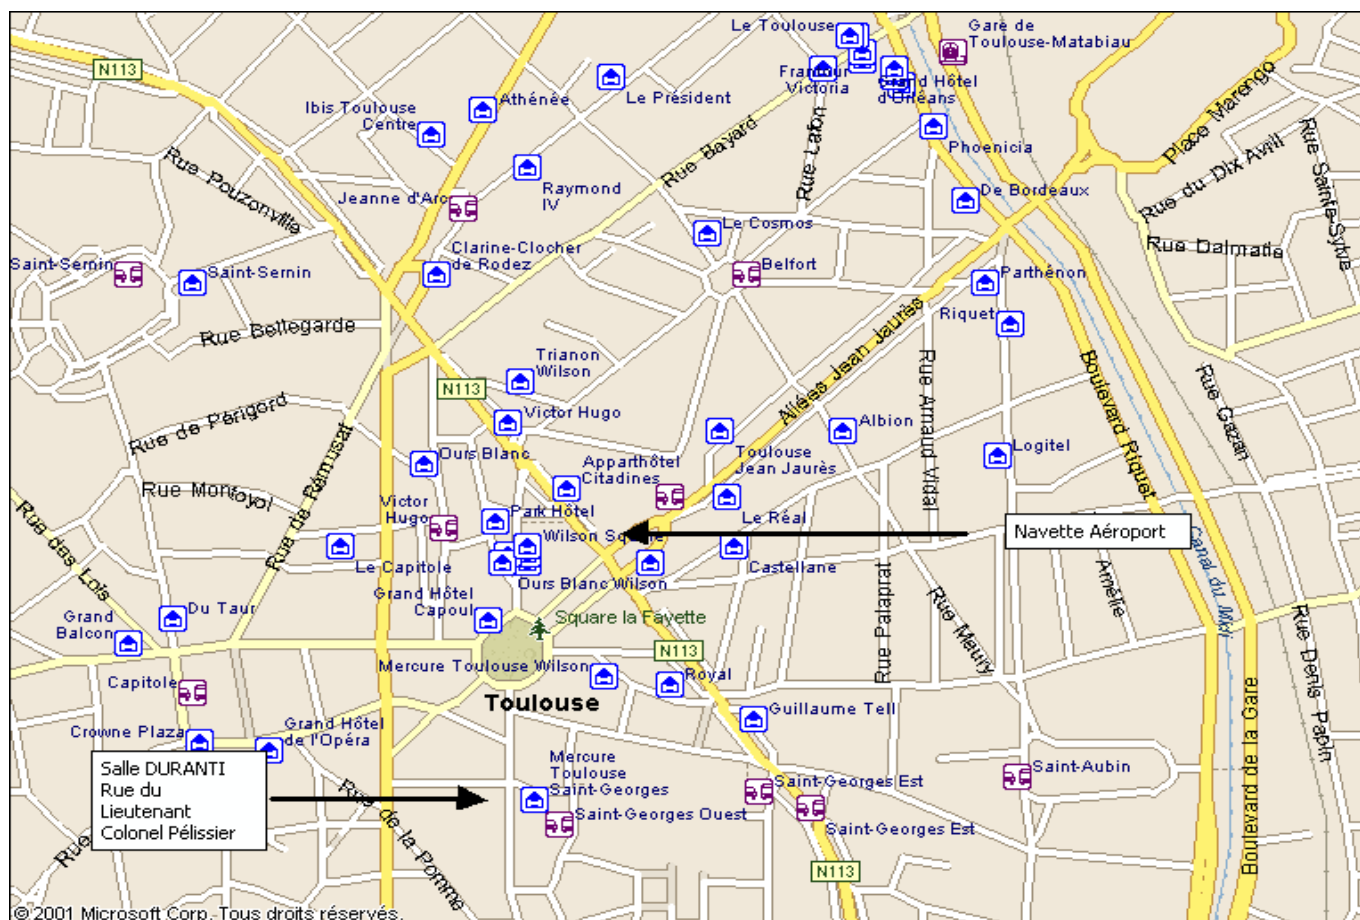 Le Toulouse
Gare de
Toulouse-Matabiau
N113
Frantour
Victoria
Grand Hôtel
d'Orléans
Athénée
Le Président
Ibis Toulouse
Centre
Rue Bayard
Rue Lafon
Phoenicia
Place Marengo
Rue du Dix Avril
Rue Sainte-Sylve
Rue Pouzonville
Raymond
IV
Jeanne d'Arc
De Bordeaux
Le Cosmos
Rue Dalmatie
Clarine-Clocher
de Rodez
Saint-Sernin
Saint-Sernin
Belfort
Parthénon
Riquet
Rue Bellegarde
Allées Jean Jaurès
Trianon
Wilson
N113
Rue Arnaud Vidal
Boulevard Riquet
Rue Gazan
Victor Hugo
Rue de Périgord
Rue de Rémusat
Albion
Toulouse
Jean Jaurès
Logitel
Ours Blanc
Apparthôtel
Citadines
Rue Montoyol
Victor
Hugo
Park Hôtel
Le Réal
Rue des Lois
Wilson Square
Navette Aéroport
Le Capitole
Ours Blanc Wilson
Castellane
Canal du Midi
Amélie
Grand Hôtel
Capoul
Rue Palaprat
Rue Maury
Du Taur
Grand
Balcon
Square la Fayette
Rue Denis Papin
N113
Mercure Toulouse Wilson
Royal
Capitole
Toulouse
Guillaume Tell
Boulevard de la Gare
Crowne Plaza
Grand Hôtel
de l'Opéra
Mercure
Toulouse
Saint-Georges
Salle DURANTI
Rue du
Lieutenant
Colonel Pélissier
Saint-Georges Est
Saint-Aubin
Saint-Georges Ouest
Saint-Georges Est
Rue de la Pomme
Rue
N113
© 2001 Microsoft Corp. Tous droits réservés.